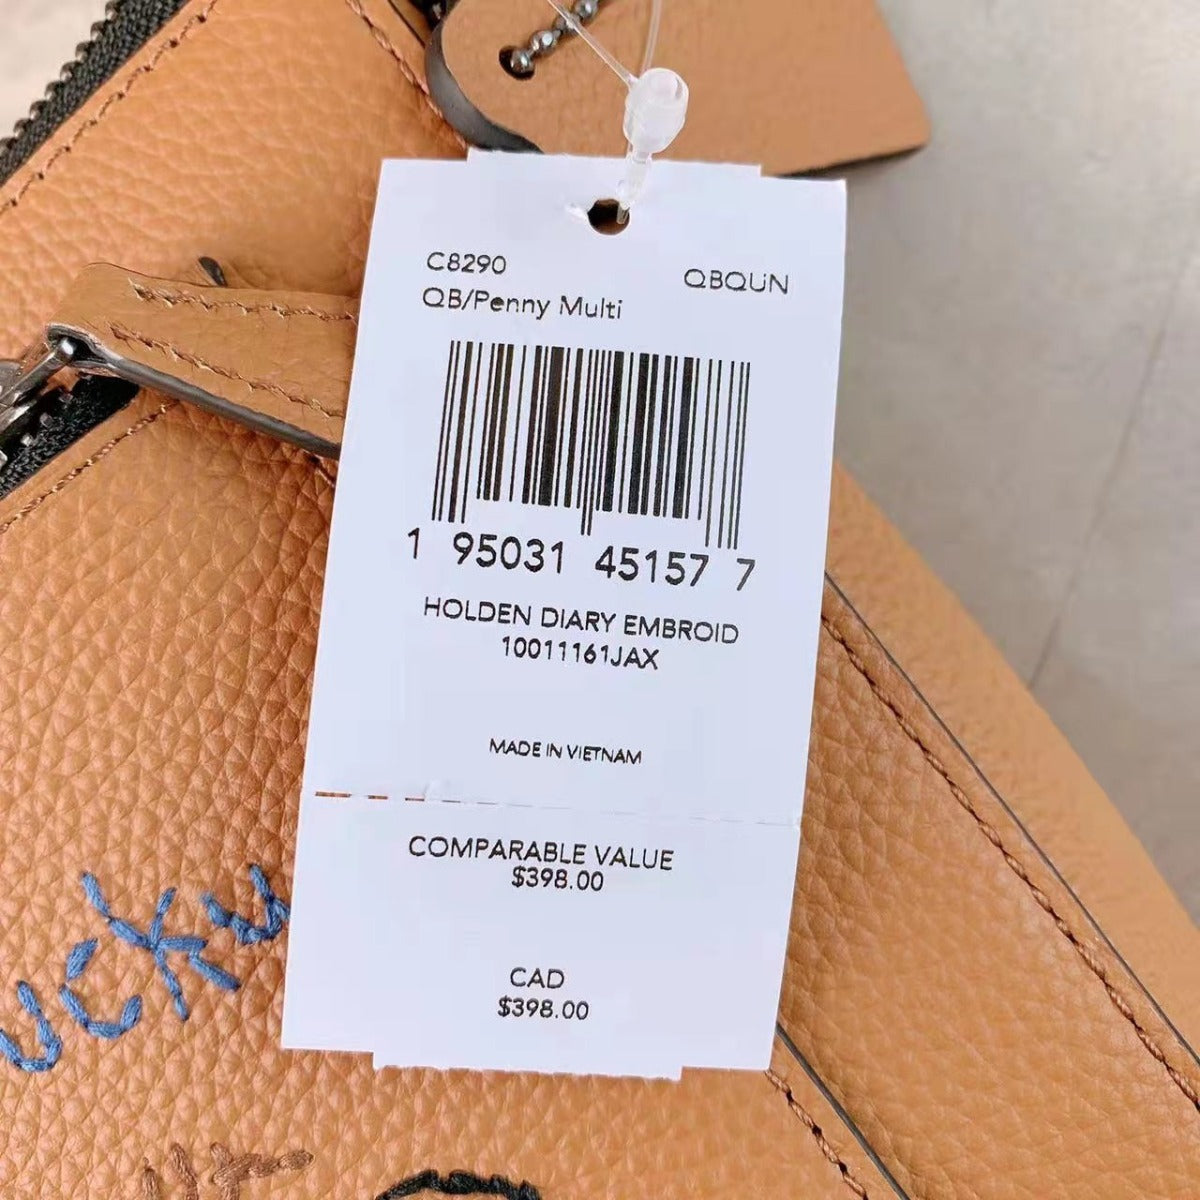 C8290
QBQUN
QB/Penny Multi
1 95031 45157 7
HOLDEN DIARY EMBROID
10011161JAX
MADE IN VIETNAM
COMPARABLE VALUE
$398.00
CAD
$398.00